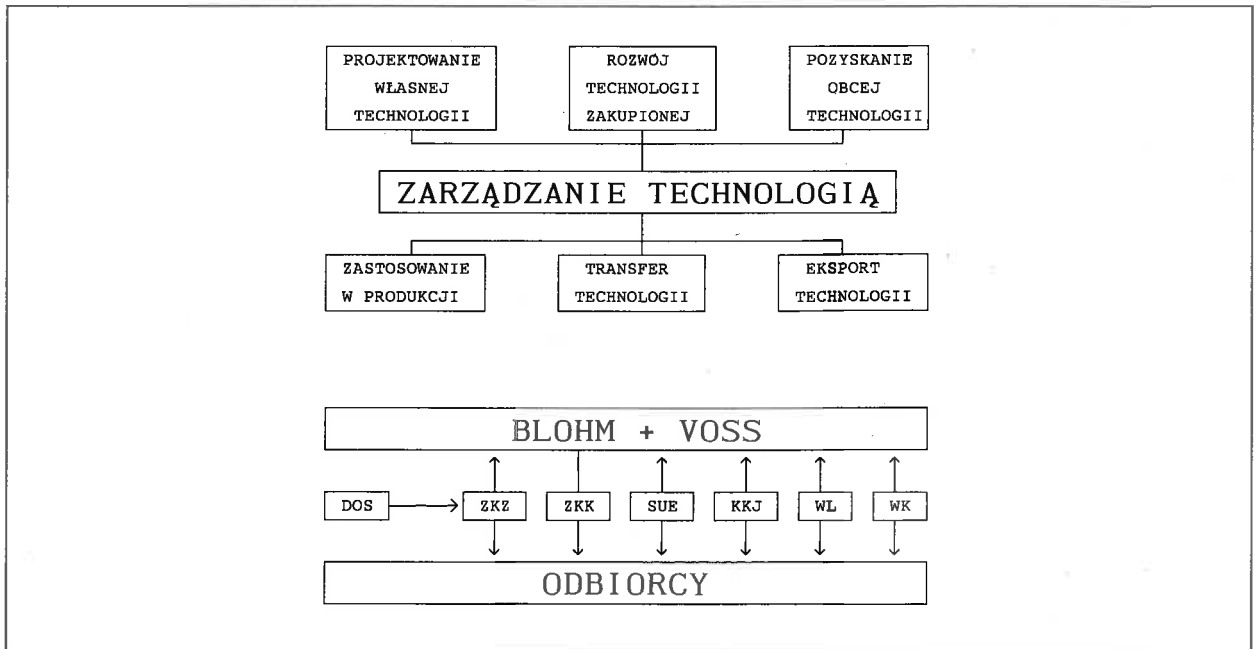 PROJEKTOWANIE
WŁASNEJ
TECHNOLOGII
ROZWÓJ
TECHNOLOGII
ZAKUPIONEJ
POZYSKANIE
OBCEJ
TECHNOLOGII
ZARZĄDZANIE TECHNOLOGIĄ
ZASTOSOWANIE
W PRODUKCJI
TRANSFER
TECHNOLOGII
EKSPORT
TECHNOLOGII
BLOHM + VOSS
DOS
ZKZ
ZKK
SUE
KKJ
WL
WK
ODBIORCY